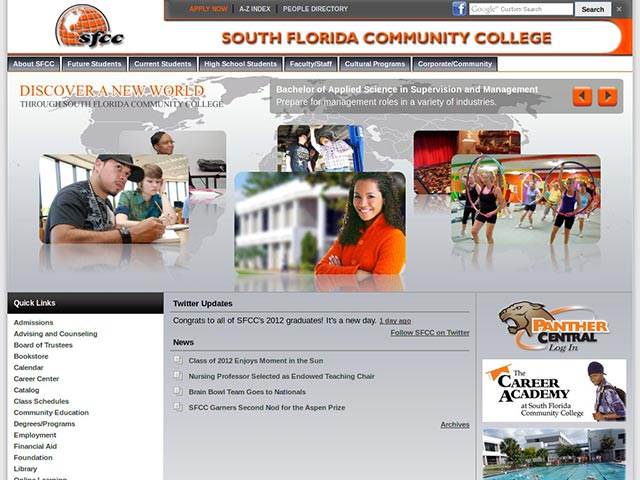 sfcc
APPLY NOW | A-Z INDEX | PEOPLE DIRECTORY
Google™ Custom Search
Search
×
SOUTH FLORIDA COMMUNITY COLLEGE
About SFCC
Future Students
Current Students
High School Students
Faculty/Staff
Cultural Programs
Corporate/Community
DISCOVER A NEW WORLD
THROUGH SOUTH FLORIDA COMMUNITY COLLEGE
Bachelor of Applied Science in Supervision and Management
Prepare for management roles in a variety of industries.
Quick Links
Admissions
Advising and Counseling
Board of Trustees
Bookstore
Calendar
Career Center
Catalog
Class Schedules
Community Education
Degrees/Programs
Employment
Financial Aid
Foundation
Library
Online Learning
Twitter Updates
Congrats to all of SFCC's 2012 graduates! It's a new day. 1 day ago
Follow SFCC on Twitter
News
Class of 2012 Enjoys Moment in the Sun
Nursing Professor Selected as Endowed Teaching Chair
Brain Bowl Team Goes to Nationals
SFCC Garners Second Nod for the Aspen Prize
Archives
PANTHER
CENTRAL
Log In
The
CAREER
ACADEMY
at South Florida
Community College